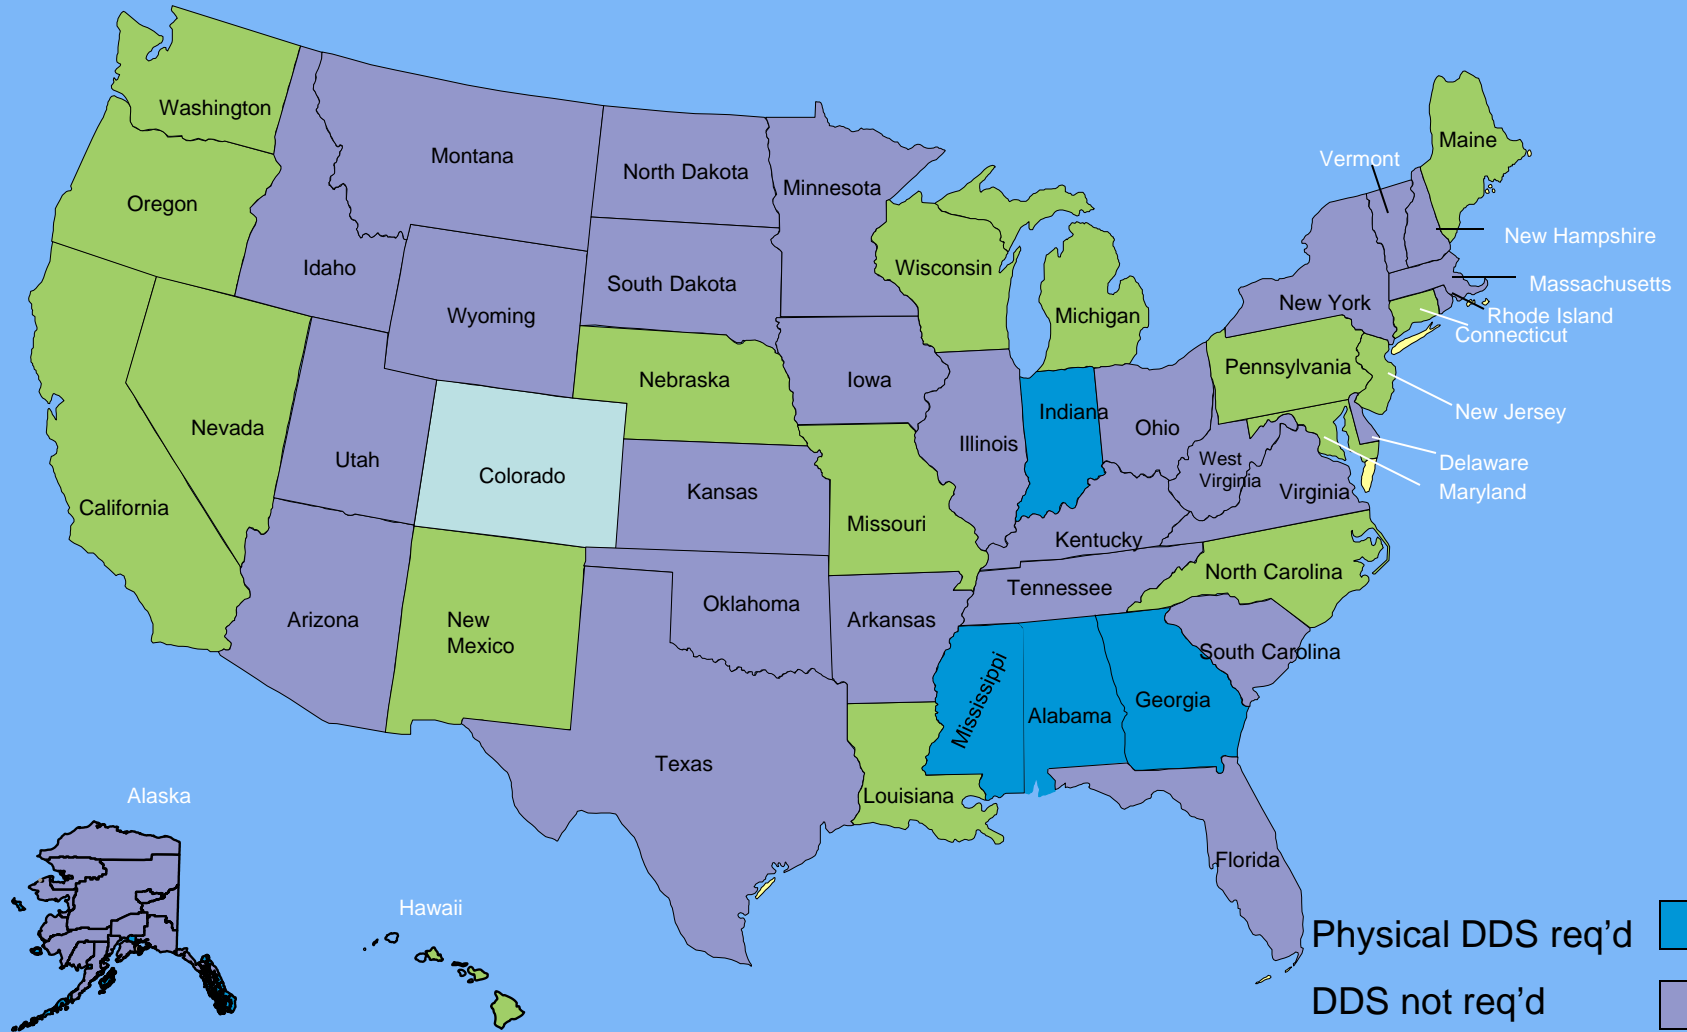 Washington
Montana
North Dakota
Minnesota
Maine
Vermont
Oregon
Idaho
Wyoming
South Dakota
Wisconsin
Michigan
New York
New Hampshire
Massachusetts
Rhode Island
Connecticut
Pennsylvania
New Jersey
Nebraska
Iowa
Nevada
Utah
Colorado
Kansas
Illinois
Indiana
Ohio
West
Virginia
Virginia
Delaware
Maryland
California
Missouri
Kentucky
North Carolina
Tennessee
Arizona
New
Mexico
Oklahoma
Arkansas
South Carolina
Mississippi
Alabama
Georgia
Texas
Louisiana
Florida
Alaska
Hawaii
Physical DDS req’d
DDS not req’d